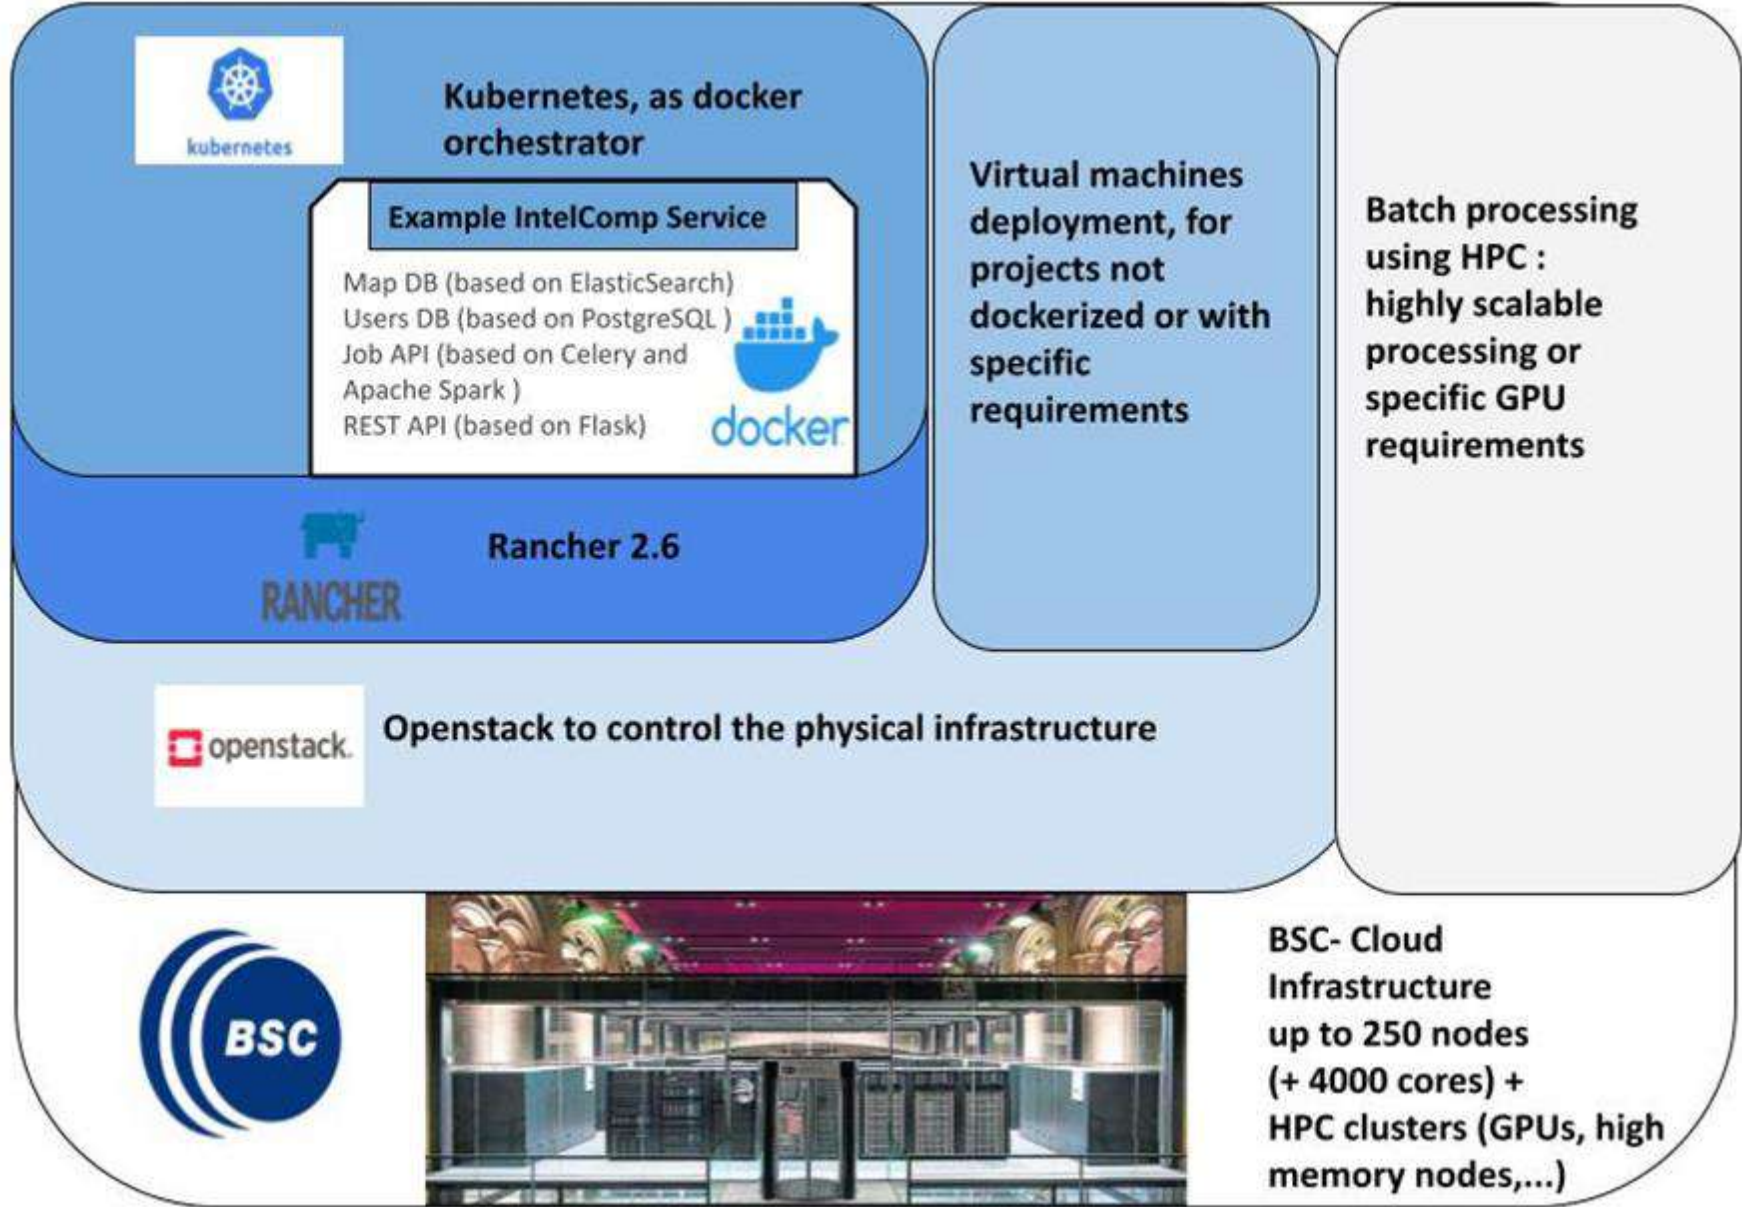 kubernetes
Kubernetes, as docker
orchestrator
Example IntelComp Service
Map DB (based on ElasticSearch)
Users DB (based on PostgreSQL )
Job API (based on Celery and
Apache Spark )
REST API (based on Flask)
docker
Rancher 2.6
RANCHER
Virtual machines
deployment, for
projects not
dockerized or with
specific
requirements
Batch processing
using HPC :
highly scalable
processing or
specific GPU
requirements
openstack.
Openstack to control the physical infrastructure
BSC
BSC- Cloud
Infrastructure
up to 250 nodes
(+ 4000 cores) +
HPC clusters (GPUs, high
memory nodes,...)